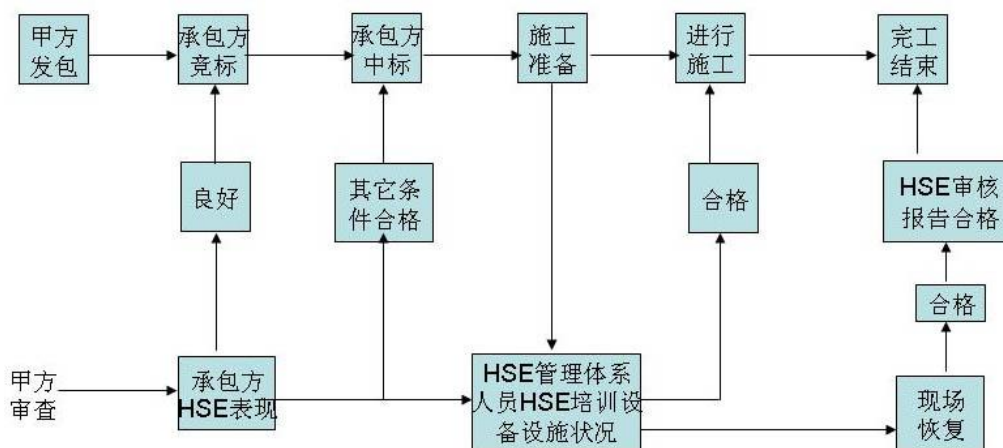 甲方
发包
承包方
竞标
承包方
中标
施工
准备
进行
施工
完工
结束
良好
其它条
件合格
合格
HSE审核
报告合格
合格
甲方
审查
承包方
HSE表现
HSE管理体系
人员HSE培训设
备设施状况
现场
恢复